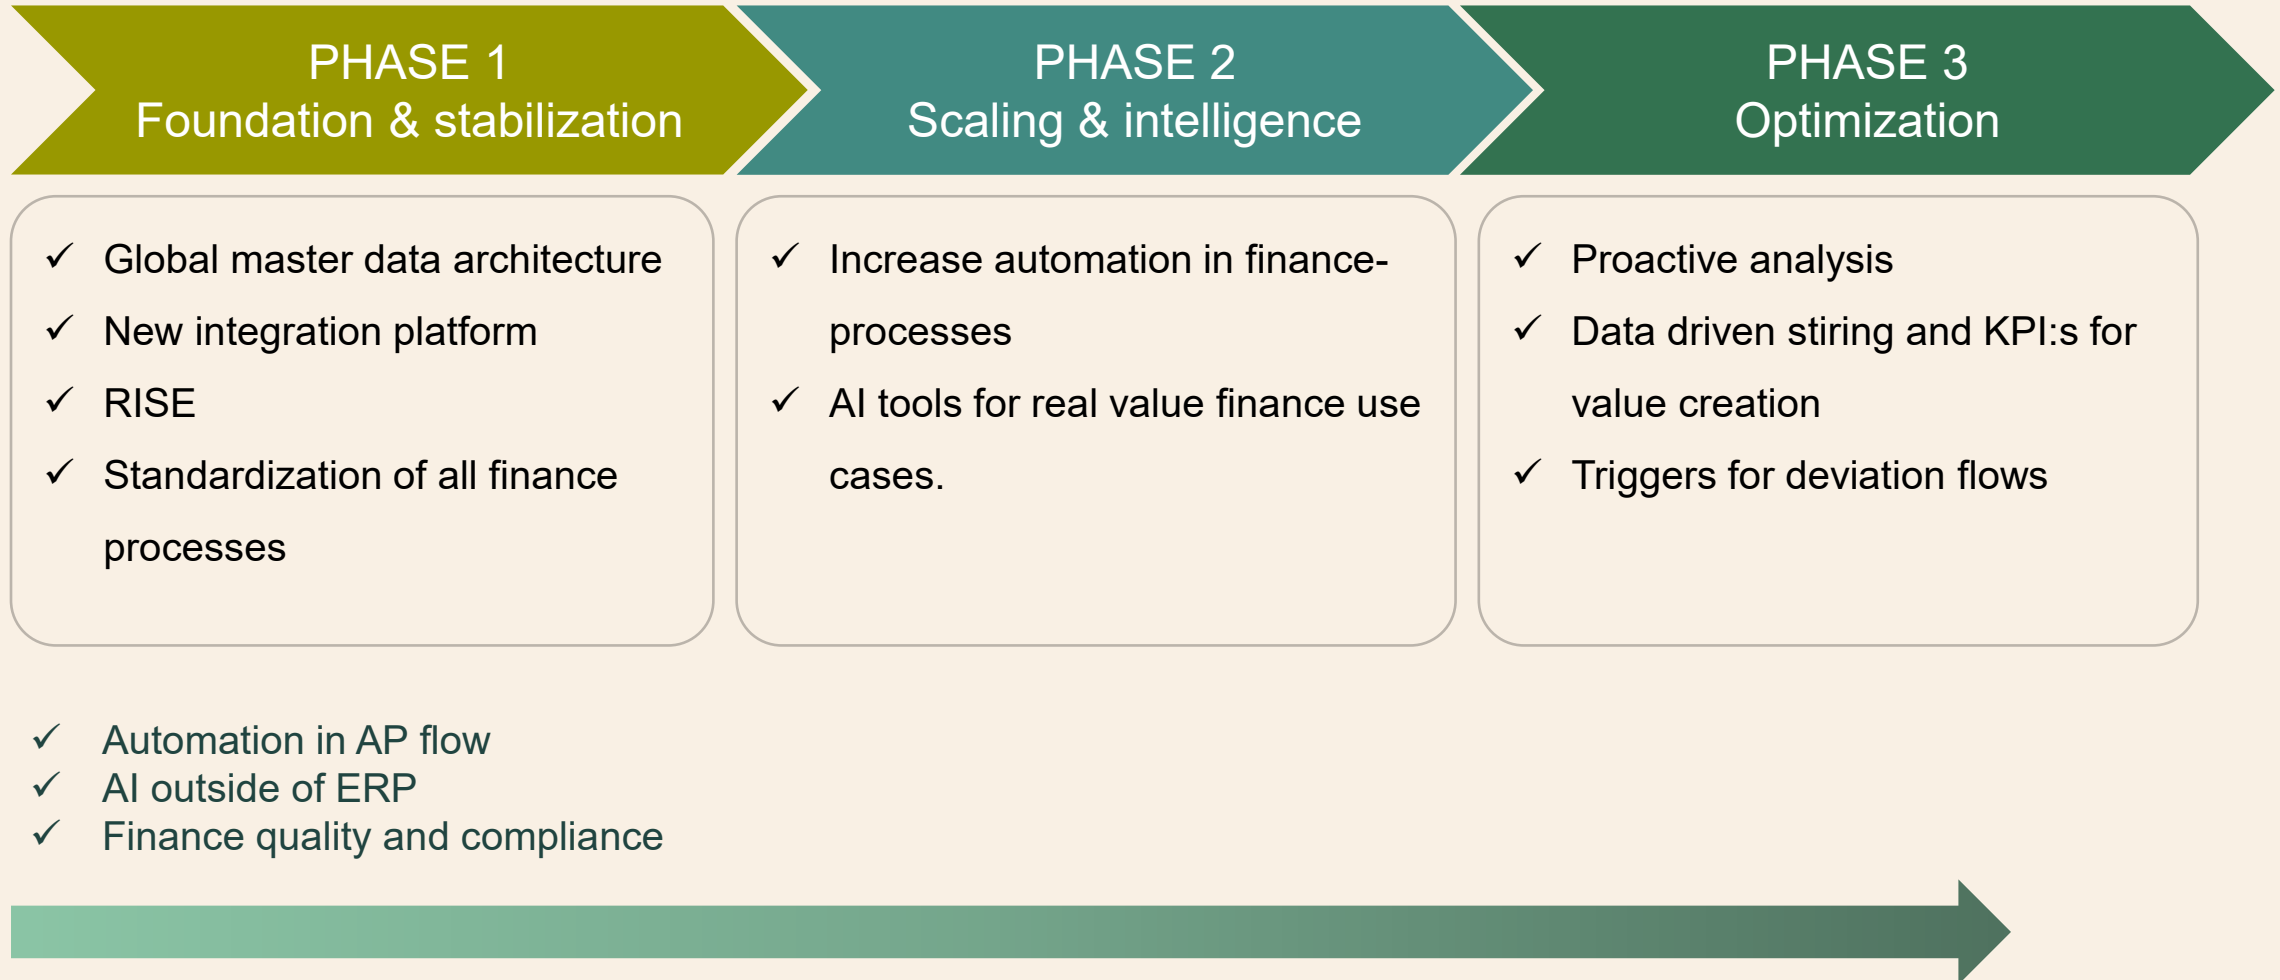 PHASE 1
Foundation & stabilization
PHASE 2
Scaling & intelligence
PHASE 3
Optimization
✓ Global master data architecture
✓ New integration platform
✓ RISE
✓ Standardization of all finance
processes
✓ Increase automation in finance-
processes
✓ AI tools for real value finance use
cases.
✓ Proactive analysis
✓ Data driven stiring and KPI:s for
value creation
✓ Triggers for deviation flows
✓ Automation in AP flow
✓ AI outside of ERP
✓ Finance quality and compliance